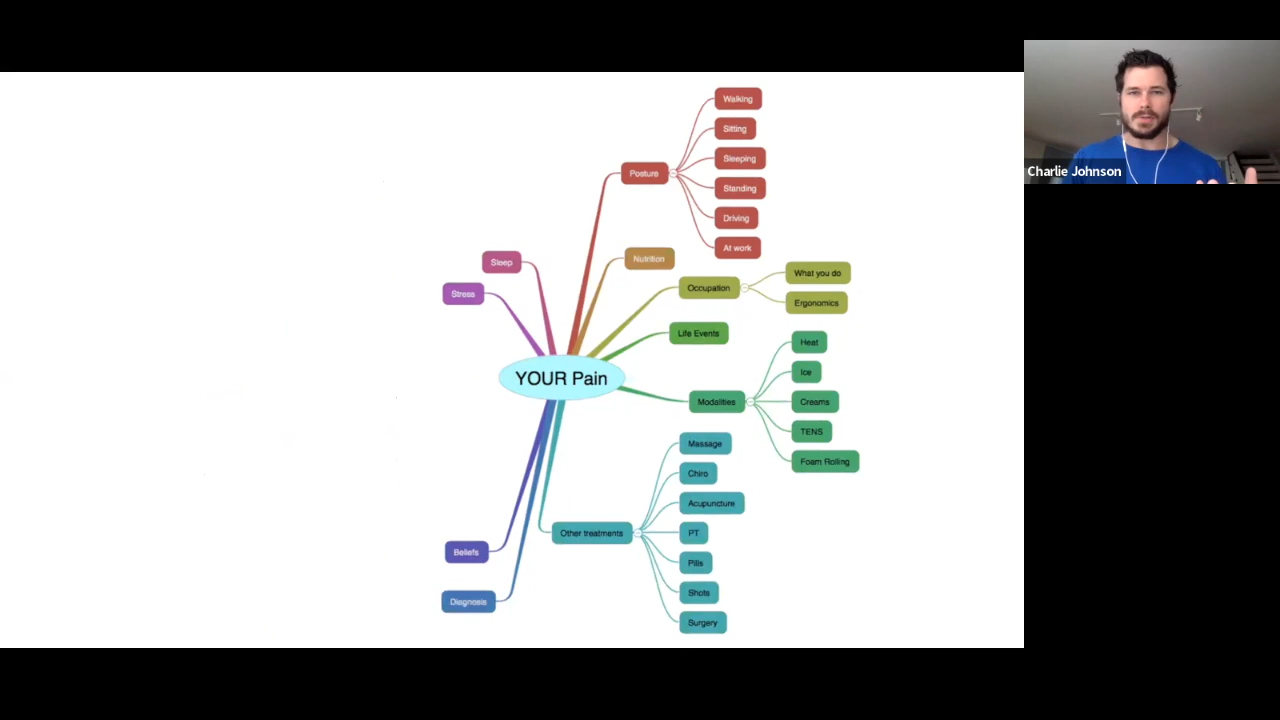 Walking
Sitting
Sleeping
Posture
Standing
Driving
At work
Sleep
Nutrition
What you do
Stress
Occupation
Ergonomics
Life Events
Heat
YOUR Pain
Ice
Modalities
Creams
TENS
Foam Rolling
Massage
Chiro
Acupuncture
Other treatments
PT
Beliefs
Pills
Shots
Diagnosis
Surgery
Charlie Johnson